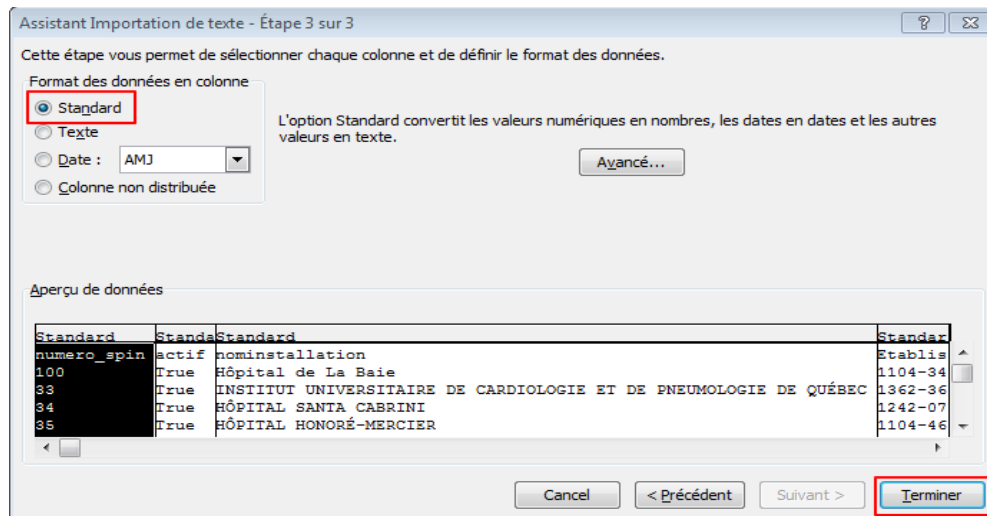 Assistant Importation de texte - Étape 3 sur 3
Cette étape vous permet de sélectionner chaque colonne et de définir le format des données.
Format des données en colonne
Standard
Texte
Date : AMJ
Colonne non distribuée
L'option Standard convertit les valeurs numériques en nombres, les dates en dates et les autres
valeurs en texte.
Avancé...
Aperçu de données
Standard Standa Standard Standar
numero_spin actif nominstallation Etablis
100 True Hôpital de La Baie 1104-34
33 True INSTITUT UNIVERSITAIRE DE CARDIOLOGIE ET DE PNEUMOLOGIE DE QUÉBEC 1362-36
34 True HÔPITAL SANTA CABRINI 1242-07
35 True HÔPITAL HONORÉ-MERCIER 1104-46
Cancel < Précédent Suivant > Terminer